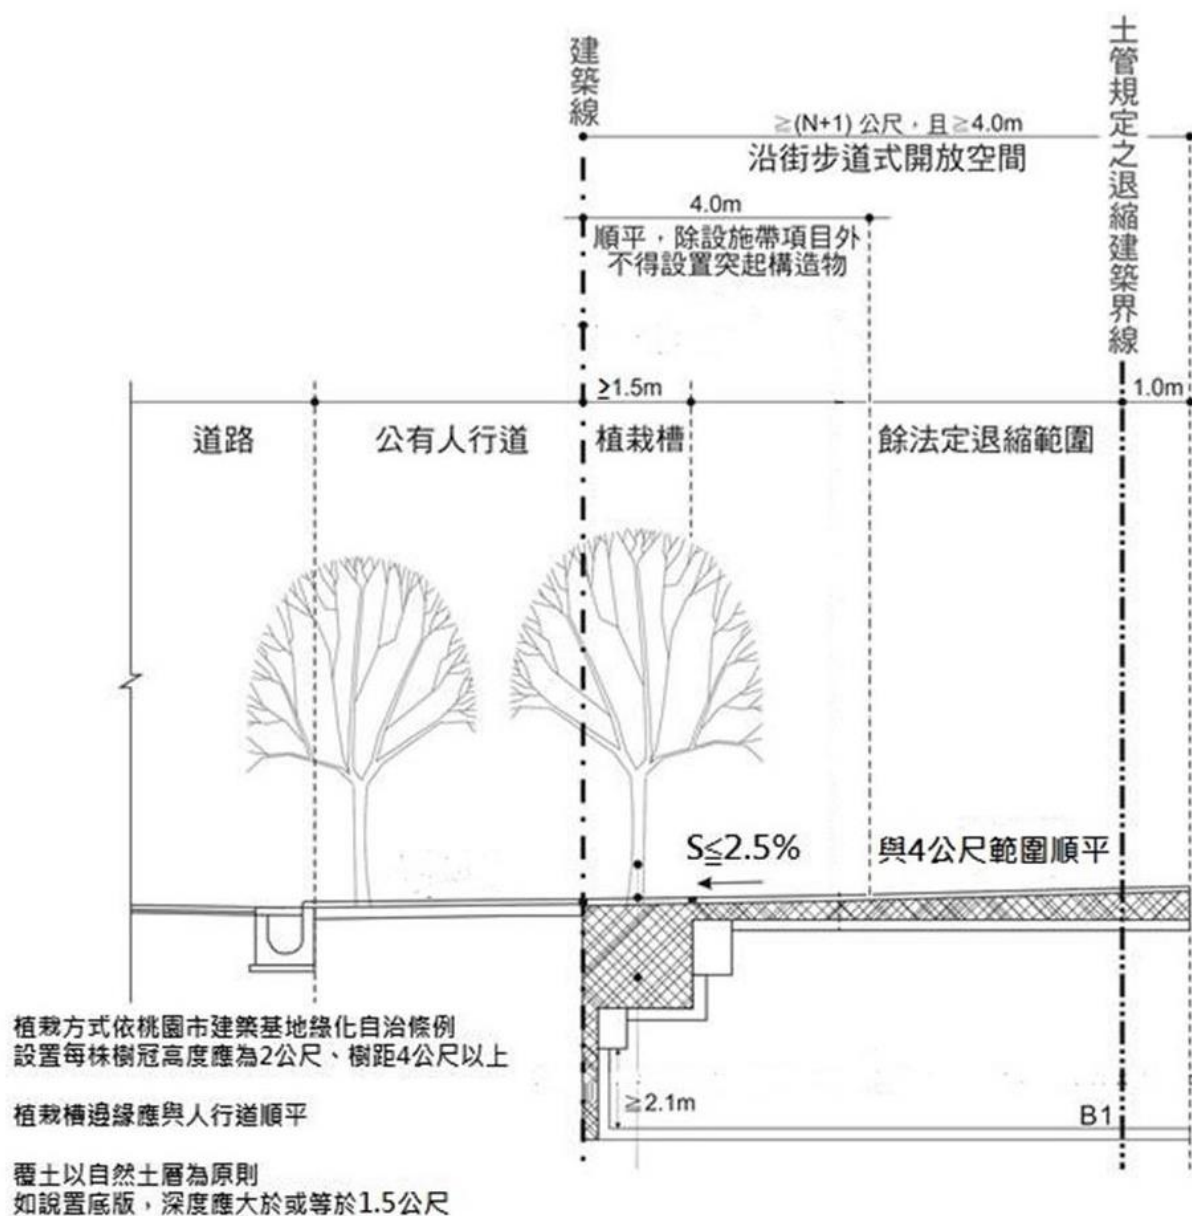 建築線
土管規定之退縮建築界線
≧(N+1) 公尺，且≧4.0m
沿街步道式開放空間
4.0m
順平，除設施帶項目外
不得設置突起構造物
≥1.5m
1.0m
道路
公有人行道
植栽槽
餘法定退縮範圍
S≦2.5%
與4公尺範圍順平
≧2.1m
B1
植栽方式依桃園市建築基地綠化自治條例
設置每株樹冠高度應為2公尺、樹距4公尺以上
植栽槽邊緣應與人行道順平
覆土以自然土層為原則
如設置底版，深度應大於或等於1.5公尺